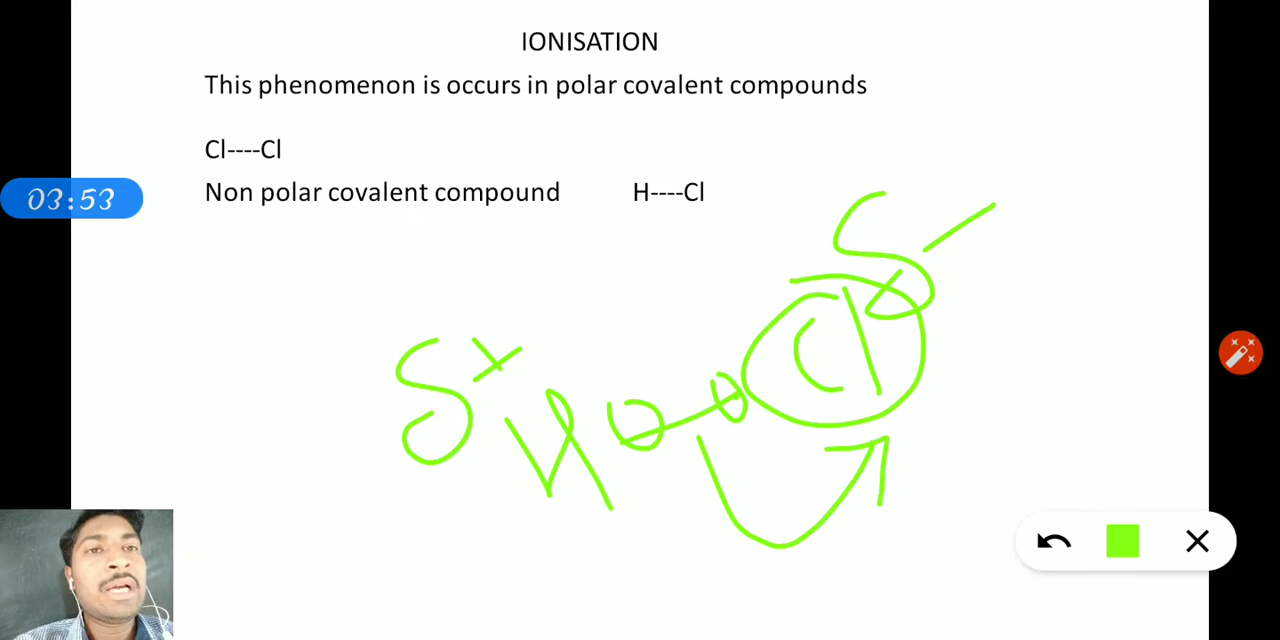 IONISATION
This phenomenon is occurs in polar covalent compounds
Cl----Cl
03:53
Non polar covalent compound H----Cl
δ-
Cl
δ+
H